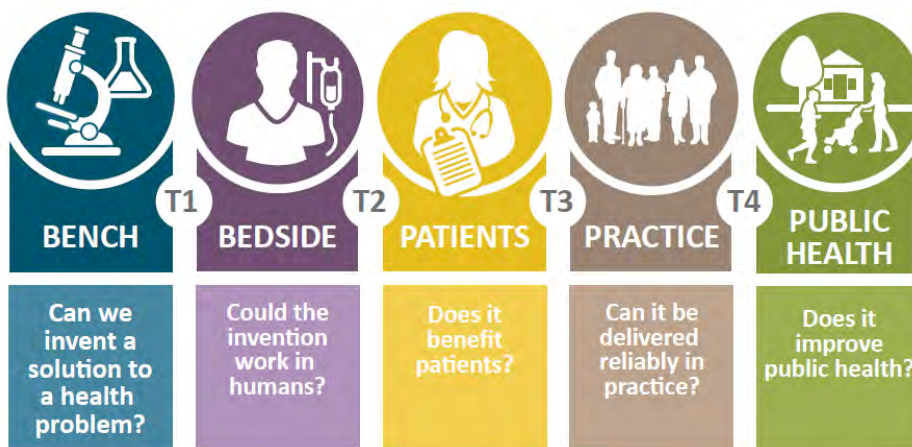 T1
T2
T3
T4
BENCH
BEDSIDE
PATIENTS
PRACTICE
PUBLIC
HEALTH
Can we
invent a
solution to
a health
problem?
Could the
invention
work in
humans?
Does it
benefit
patients?
Can it be
delivered
reliably in
practice?
Does it
improve
public health?